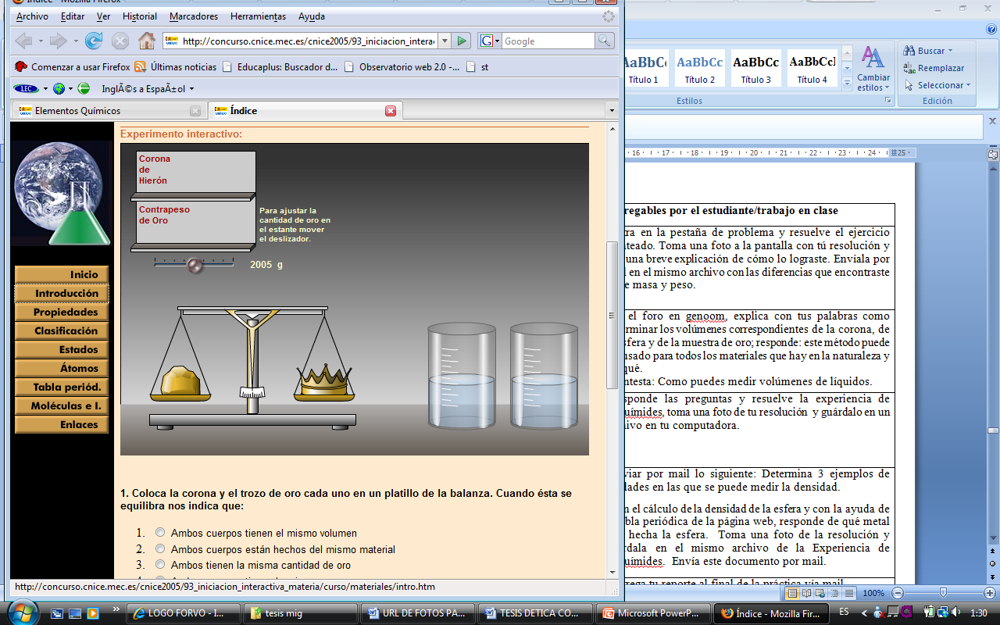 Índice - Mozilla Firefox
Archivo Editar Ver Historial Marcadores Herramientas Ayuda
http://concurso.cnice.mec.es/cnice2005/93_iniciacion_interac
Google
Comenzar a usar Firefox Últimas noticias Educaplus: Buscador d... Observatorio web 2.0 -... st
LEC InglÃ©s a EspaÃ±ol
Elementos Químicos Índice
Experimento interactivo:
Corona
de
Hierón
Contrapeso
de Oro
Para ajustar la
cantidad de oro en
el estante mover
el deslizador.
2005 g
Inicio
Introducción
Propiedades
Clasificación
Estados
Átomos
Tabla periód.
Moléculas e I.
Enlaces
1. Coloca la corona y el trozo de oro cada uno en un platillo de la balanza. Cuando ésta se
equilibra nos indica que:
1. Ambos cuerpos tienen el mismo volumen
2. Ambos cuerpos están hechos del mismo material
3. Ambos tienen la misma cantidad de oro
http://concurso.cnice.mec.es/cnice2005/93_iniciacion_interactiva_materia/curso/materiales/intro.htm
AaBbC AaBbCc AaBbCc AaBbCcI
Título 1 Título 2 Título 3 Título 4
Cambiar
estilos
Estilos
Buscar
Reemplazar
Seleccionar
Edición
16 17 18 19 20 21 22 23 24 25
regables por el estudiante/trabajo en clase
ra en la pestaña de problema y resuelve el ejercicio
teado. Toma una foto a la pantalla con tú resolución y
una breve explicación de cómo lo lograste. Envíala por
l en el mismo archivo con las diferencias que encontraste
e masa y peso.
el foro en genoom, explica con tus palabras como
rminar los volúmenes correspondientes de la corona, de
sfera y de la muestra de oro; responde: este método puede
usado para todos los materiales que hay en la naturaleza y
qué.
ntesta: Como puedes medir volúmenes de líquidos.
sponde las preguntas y resuelve la experiencia de
uímides, toma una foto de tu resolución y guárdalo en un
ivo en tu computadora.
viar por mail lo siguiente: Determina 3 ejemplos de
dades en las que se puede medir la densidad.
n el cálculo de la densidad de la esfera y con la ayuda de
bla periódica de la página web, responde de qué metal
hecha la esfera. Toma una foto de la resolución y
rdala en el mismo archivo de la Experiencia de
uímides. Envía este documento por mail.
rega tu reporte al final de la práctica vía mail
100%
LOGO FORVO - I... tesis mig URL DE FOTOS PA... TESIS DETICA CO... Microsoft PowerP... Índice - Mozilla Fir... ES 1:30